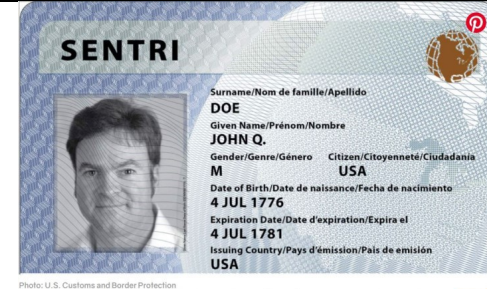 SENTRI
Surname/Nom de famille/Apellido
DOE
Given Name/Prénom/Nombre
JOHN Q.
Gender/Genre/Género Citizen/Citoyenneté/Ciudadania
M USA
Date of Birth/Date de naissance/Fecha de nacimiento
4 JUL 1776
Expiration Date/Date d'expiration/Expira el
4 JUL 1781
Issuing Country/Pays d'émission/Pais de emisión
USA
Photo: U.S. Customs and Border Protection